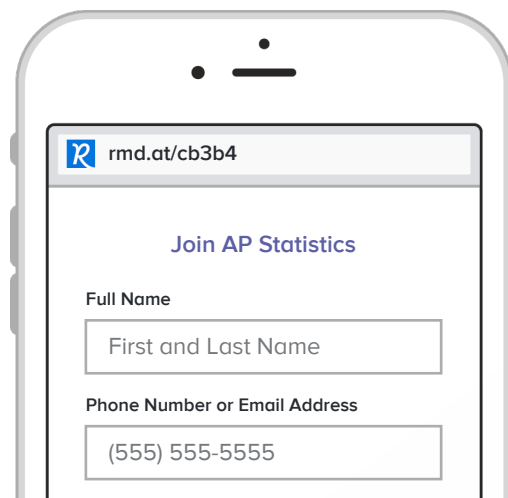 rmd.at/cb3b4
Join AP Statistics
Full Name
First and Last Name
Phone Number or Email Address
(555) 555-5555